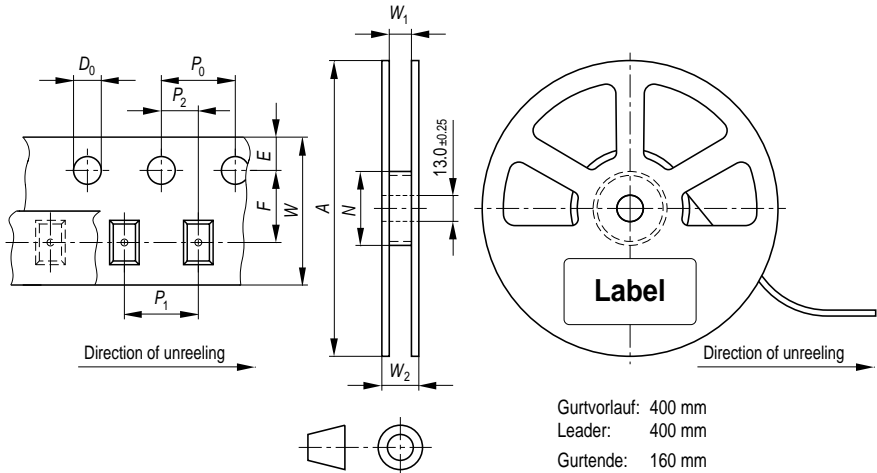 W₁
D₀
P₀
P₂
E
F
W
A
N
13.0±0.25
Label
P₁
W₂
Direction of unreeling
Direction of unreeling
Gurtvorlauf: 400 mm
Leader: 400 mm
Gurtende: 160 mm